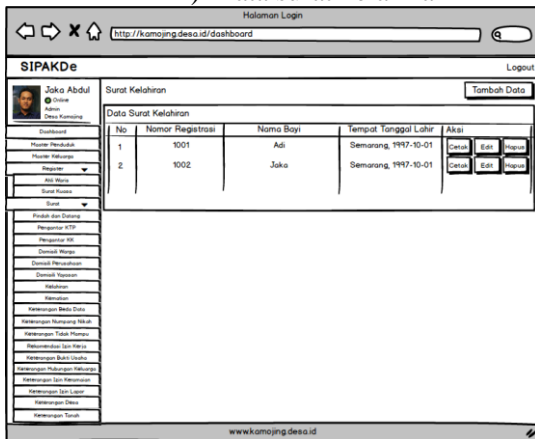 Halaman Login
http://kamojing.desa.id/dashboard
SIPAKDe
Logout
Jaka Abdul
Online
Admin
Desa Kamojing
Dashboard
Master Penduduk
Master Keluarga
Register
Ahli Waris
Surat Kuasa
Surat
Pindah dan Datang
Pengantar KTP
Pengantar KK
Domisili Warga
Domisili Perusahaan
Domisili Yayasan
Kelahiran
Kematian
Keterangan Beda Data
Keterangan Numpang Nikah
Keterangan Tidak Mampu
Rekomendasi Izin Kerja
Keterangan Bukti Usaha
Keterangan Hubungan Keluarga
Keterangan Izin Keramaian
Keterangan Izin Lapor
Keterangan Desa
Keterangan Tanah
Surat Kelahiran
Tambah Data
Data Surat Kelahiran
No Nomor Registrasi Nama Bayi Tempat Tanggal Lahir Aksi
1 1001 Adi Semarang, 1997-10-01 Cetak Edit Hapus
2 1002 Jaka Semarang, 1997-10-01 Cetak Edit Hapus
www.kamojing.desa.id